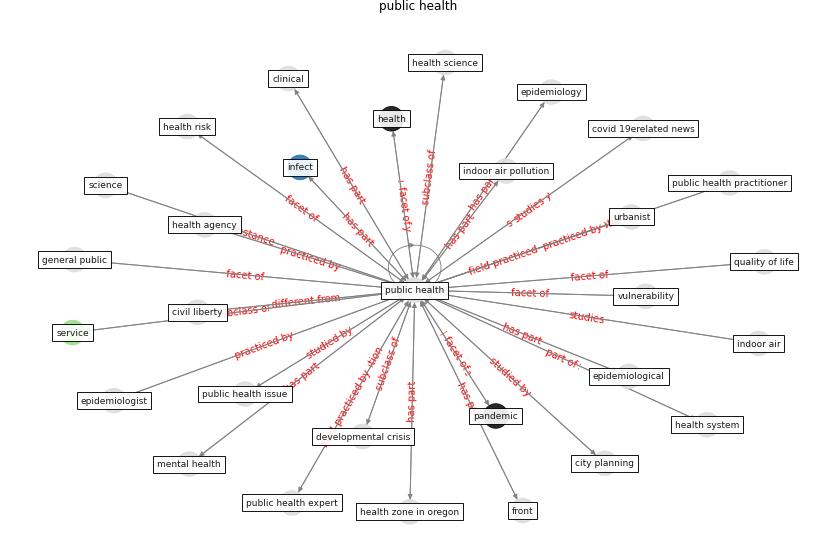 public health
health science
clinical
epidemiology
health
health risk
covid 19erelated news
infect
indoor air pollution
has part
subclass of
has part
science
public health practitioner
facet of
facet of
studies
health agency
has part
has part
urbanist
practiced by
field practiced
practiced by
general public
quality of life
facet of
facet of
public health
facet of
vulnerability
civil liberty
different from
service
studies
indoor air
practiced by
studied by
has part
part of
has part
subclass of
facet of
studied by
epidemiological
public health issue
epidemiologist
practiced by
has part
pandemic
health system
developmental crisis
mental health
city planning
public health expert
health zone in oregon
front